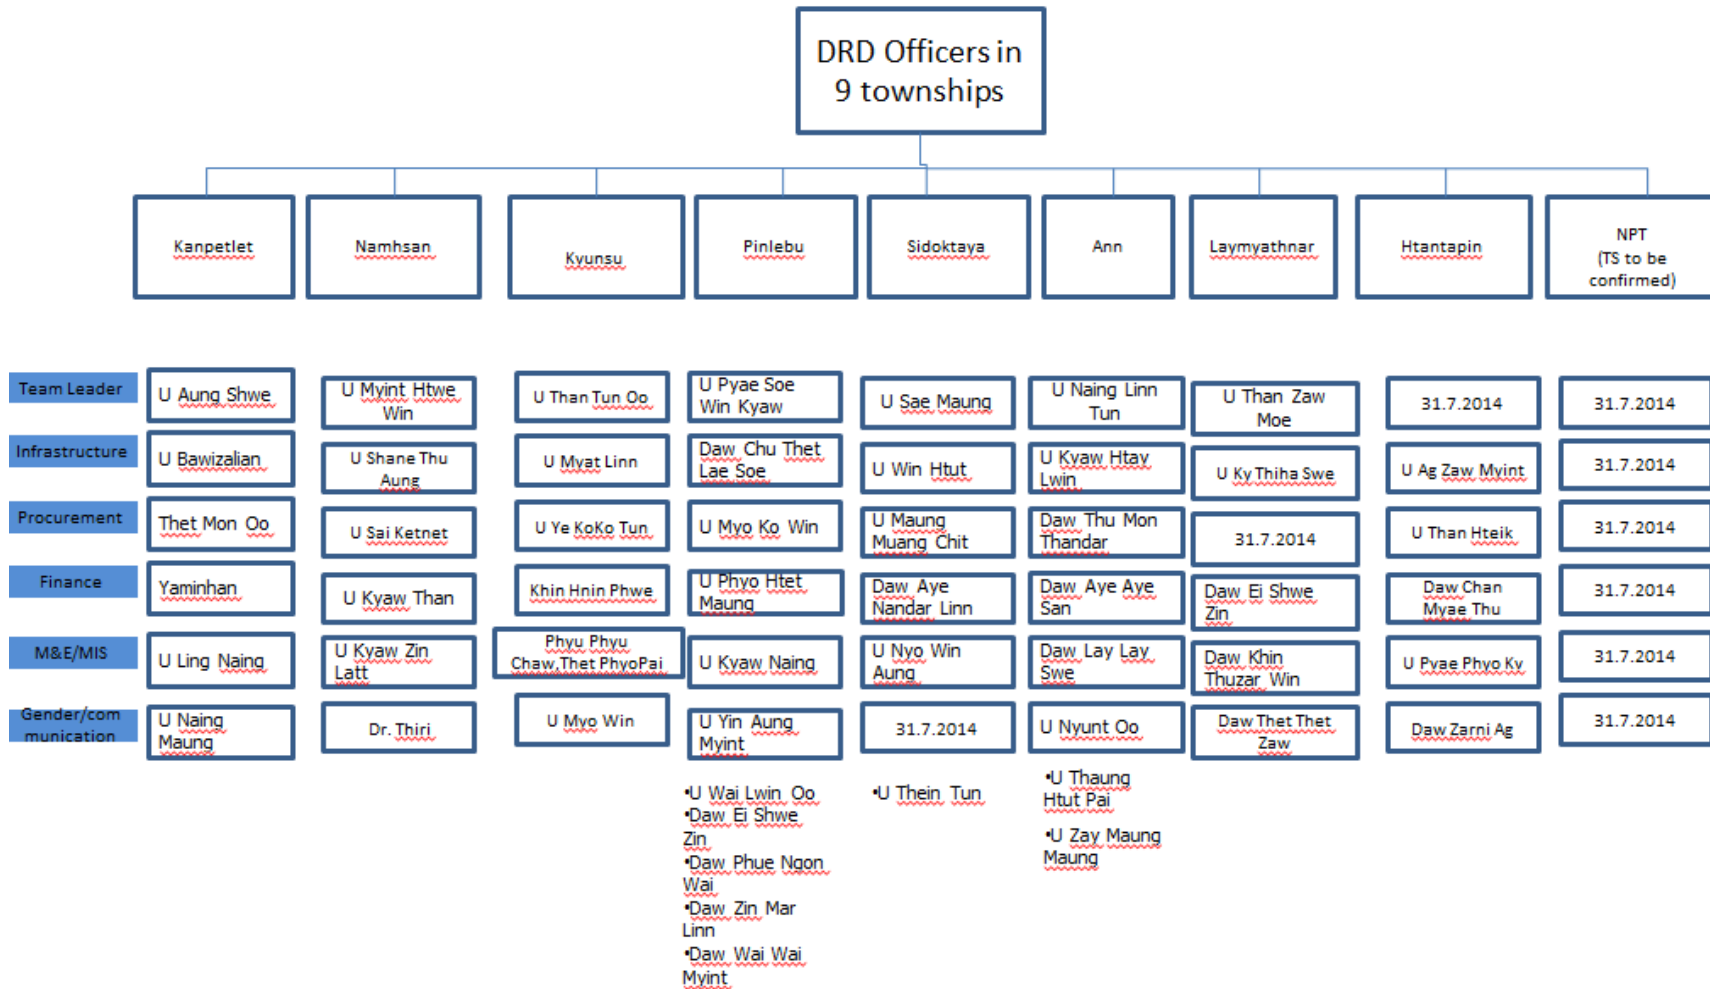 DRD Officers in
9 townships
Kanpetlet
Namhsan
Kyunsu
Pinlebu
Sidoktaya
Ann
Laymyathnar
Htantapin
NPT
(TS to be
confirmed)
Team Leader
U Aung Shwe
U Myint Htwe
Win
U Than Tun Oo
U Pyae Soe
Win Kyaw
U Sae Maung
U Naing Linn
Tun
U Than Zaw
Moe
31.7.2014
31.7.2014
Infrastructure
U Bawizalian
U Shane Thu
Aung
U Myat Linn
Daw Chu Thet
Lae Soe
U Win Htut
U Kyaw Htay
Lwin
U Ky Thiha Swe
U Ag Zaw Myint
31.7.2014
Procurement
Thet Mon Oo
U Sai Ketnet
U Ye KoKo Tun
U Myo Ko Win
U Maung
Muang Chit
Daw Thu Mon
Thandar
31.7.2014
U Than Hteik
31.7.2014
Finance
Yaminhan
U Kyaw Than
Khin Hnin Phwe
U Phyo Htet
Maung
Daw Aye
Nandar Linn
Daw Aye Aye
San
Daw Ei Shwe
Zin
Daw Chan
Myae Thu
31.7.2014
M&E/MIS
U Ling Naing
U Kyaw Zin
Latt
Phyu Phyu
Chaw,Thet PhyoPai
U Kyaw Naing
U Nyo Win
Aung
Daw Lay Lay
Swe
Daw Khin
Thuzar Win
U Pyae Phyo Ky
31.7.2014
Gender/com
munication
U Naing
Maung
Dr. Thiri
U Myo Win
U Yin Aung
Myint
31.7.2014
U Nyunt Oo
Daw Thet Thet
Zaw
Daw Zarni Ag
31.7.2014
•U Wai Lwin Oo
•Daw Ei Shwe
Zin
•Daw Phue Ngon
Wai
•Daw Zin Mar
Linn
•Daw Wai Wai
Myint
•U Thein Tun
•U Thaung
Htut Pai
•U Zay Maung
Maung